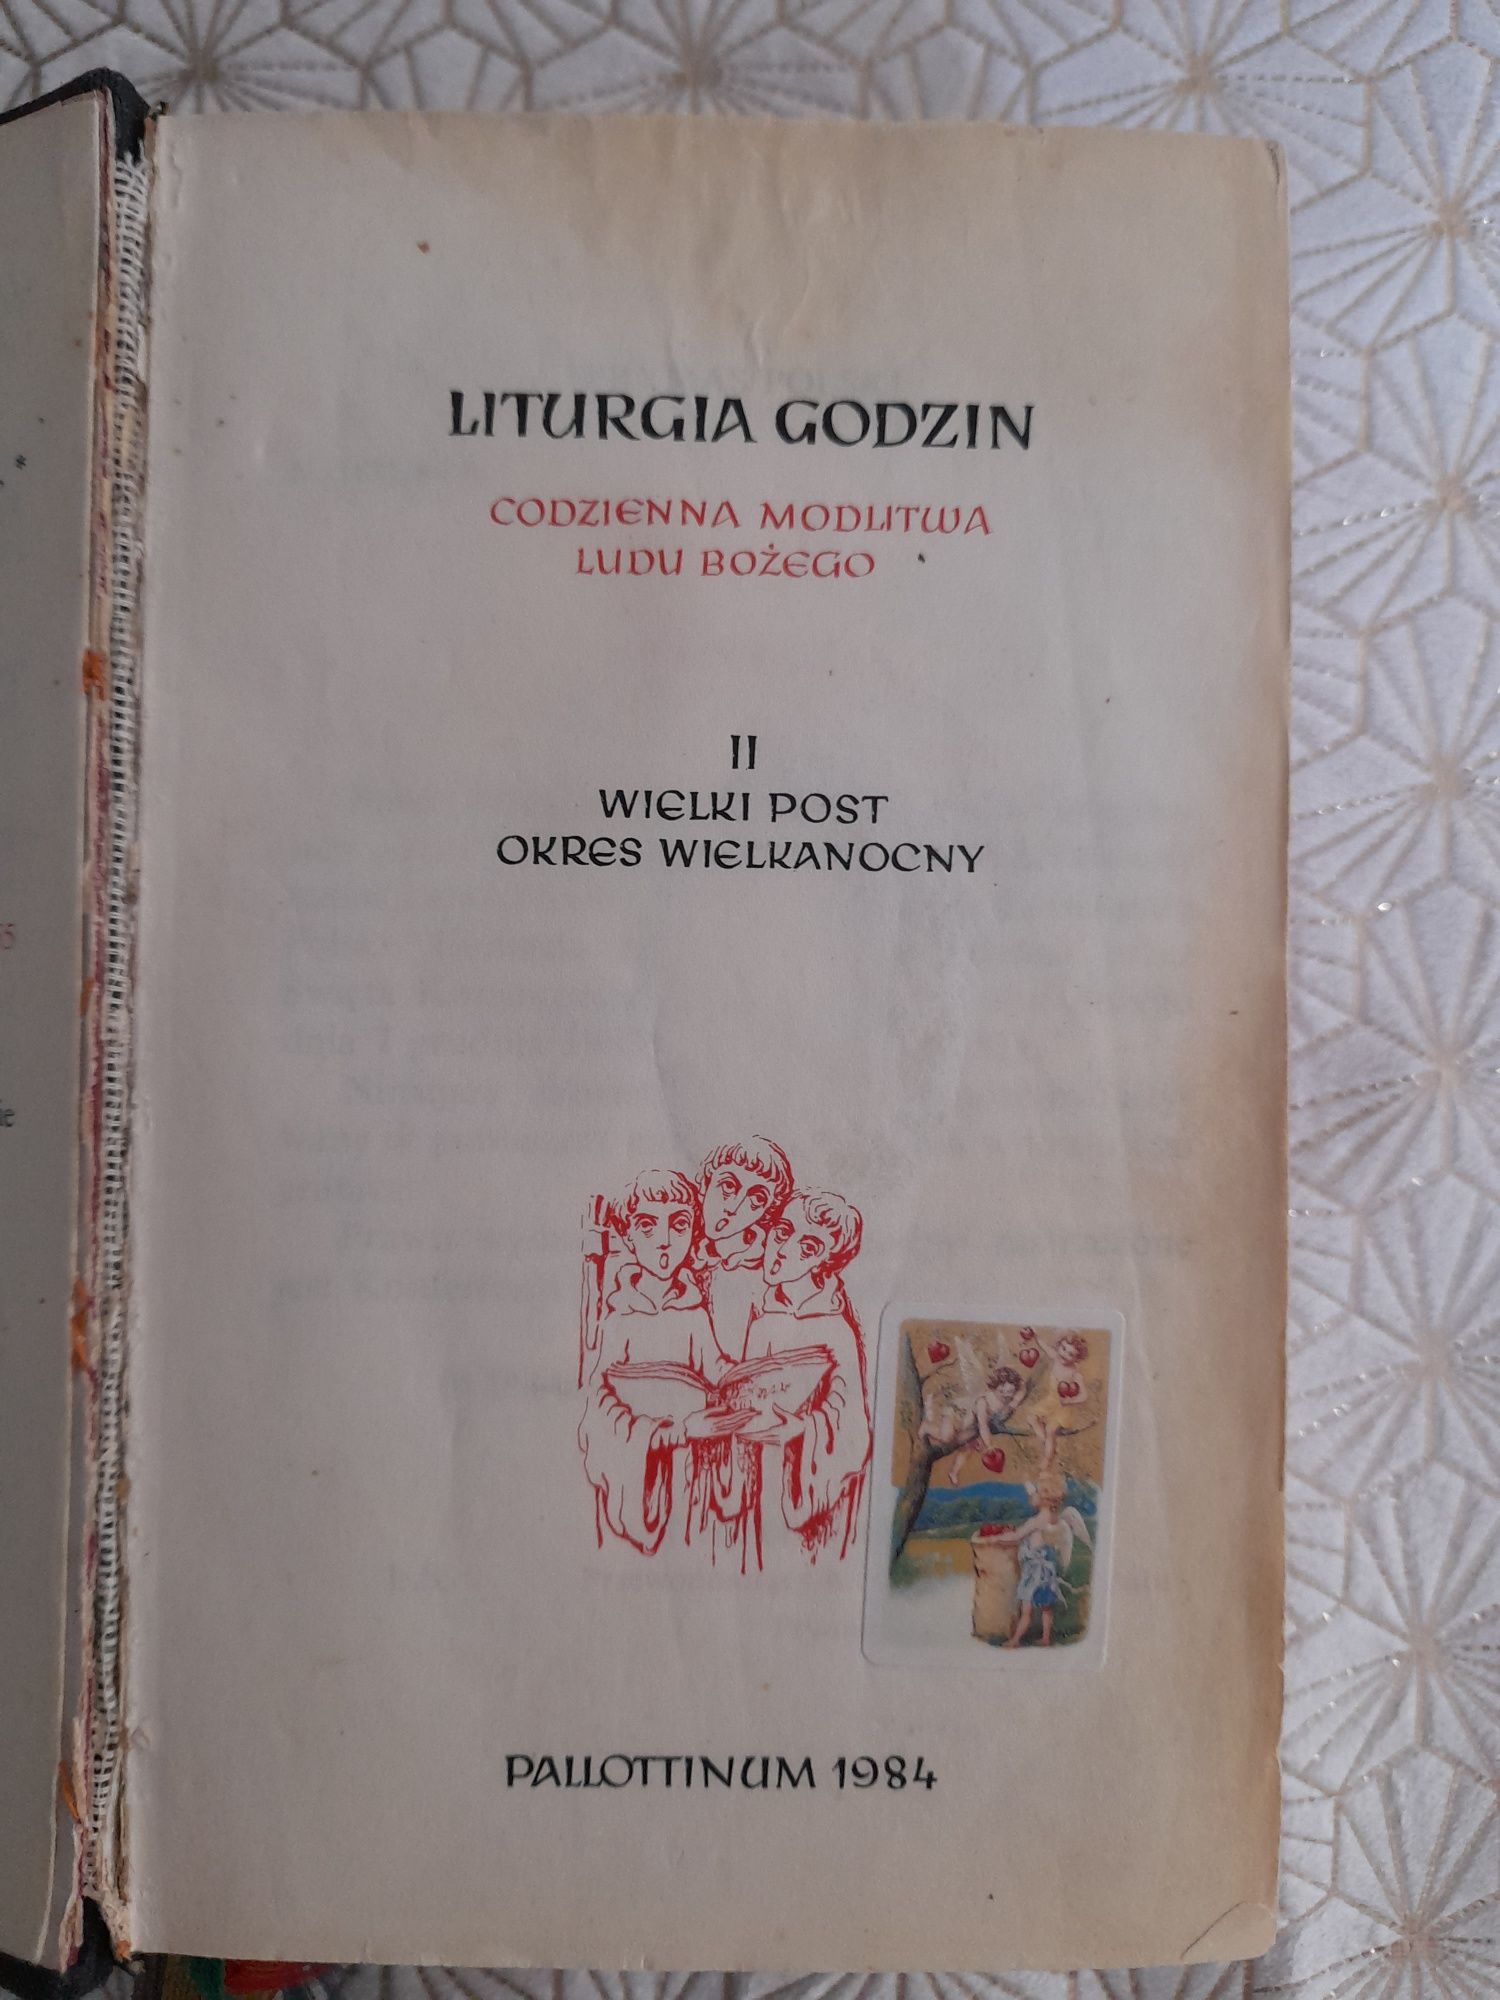 LITURGIA GODZIN
CODZIENNA MODLITWA
LUDU BOŻEGO
II
WIELKI POST
OKRES WIELKANOCNY
PALLOTTINUM 1984